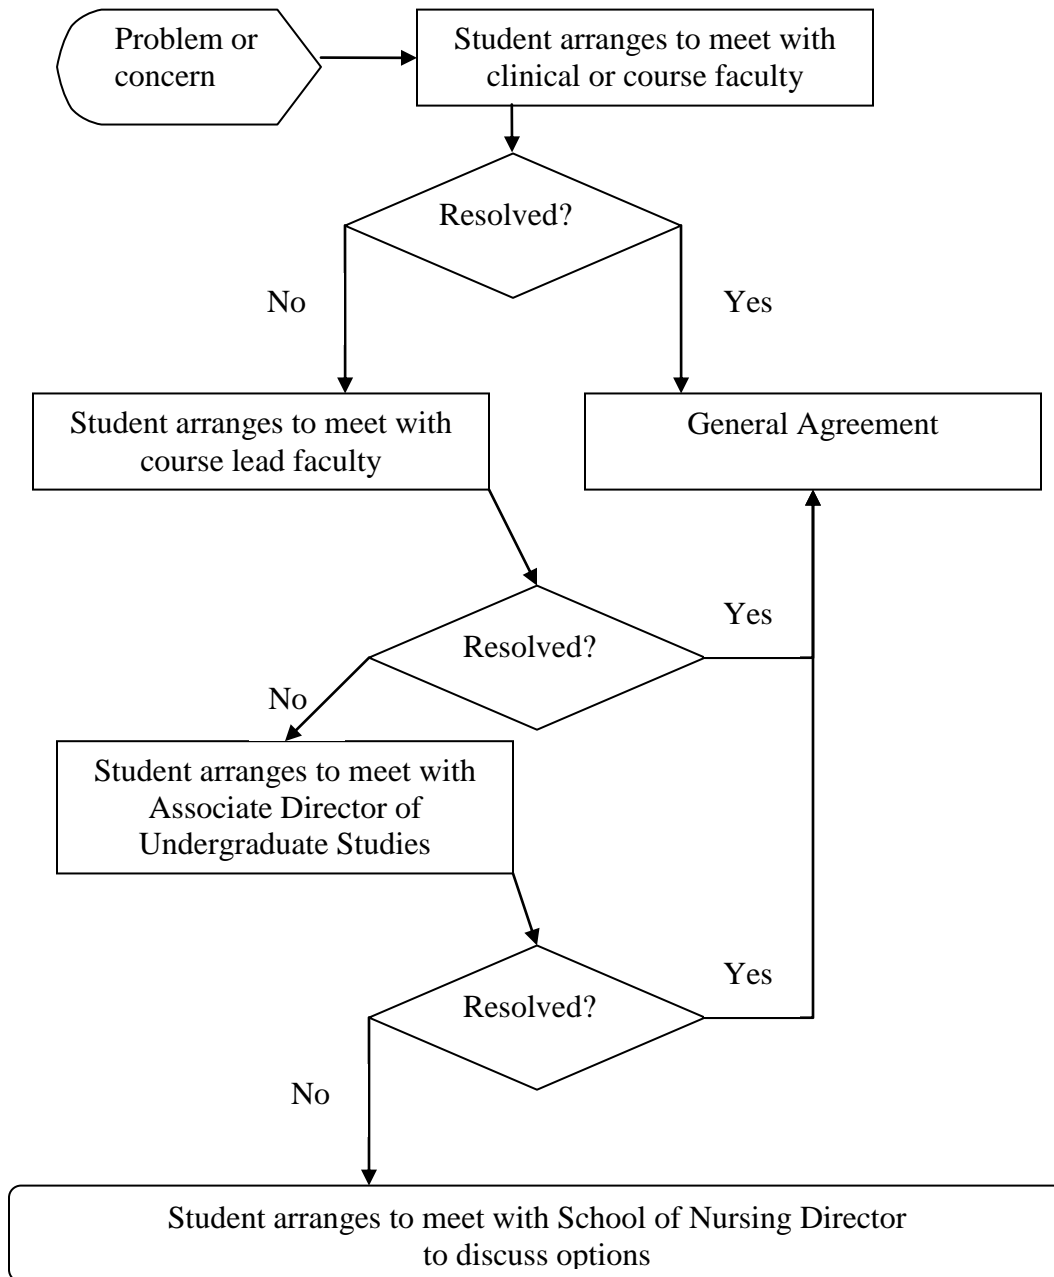 Problem or
concern
Student arranges to meet with
clinical or course faculty
Resolved?
No
Yes
Student arranges to meet with
course lead faculty
General Agreement
Resolved?
Yes
No
Student arranges to meet with
Associate Director of
Undergraduate Studies
Resolved?
Yes
No
Student arranges to meet with School of Nursing Director
to discuss options